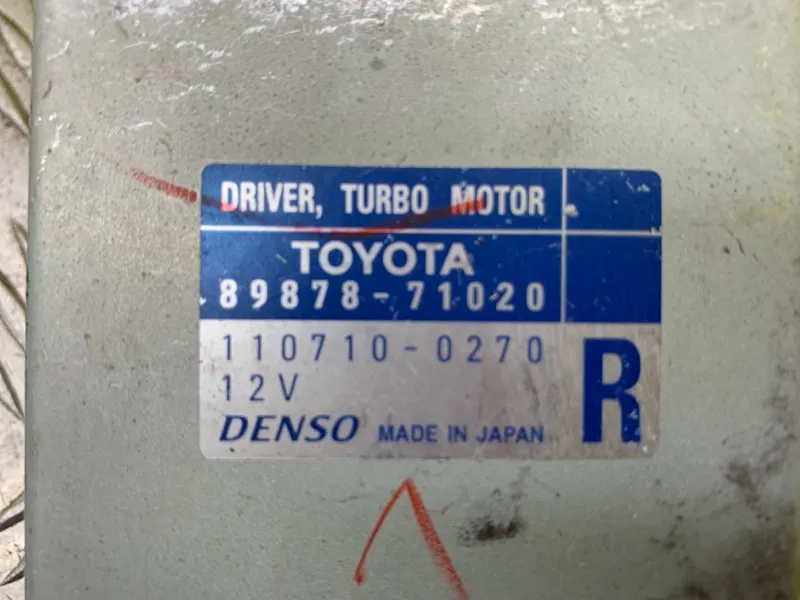 DRIVER, TURBO MOTOR
TOYOTA
89878-71020
110710-0270
12V
R
DENSO MADE IN JAPAN